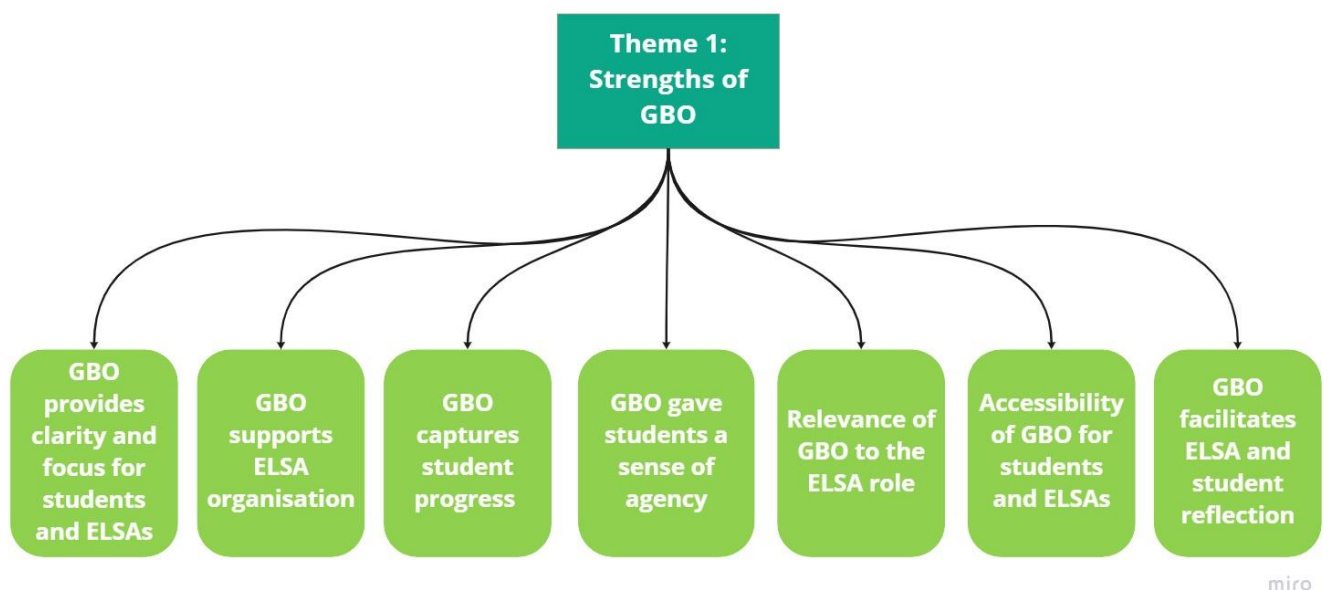 Theme 1:
Strengths of
GBO
GBO
provides
clarity and
focus for
students
and ELSAs
GBO
supports
ELSA
organisation
GBO
captures
student
progress
GBO gave
students a
sense of
agency
Relevance of
GBO to the
ELSA role
Accessibility
of GBO for
students
and ELSAs
GBO
facilitates
ELSA and
student
reflection
miro